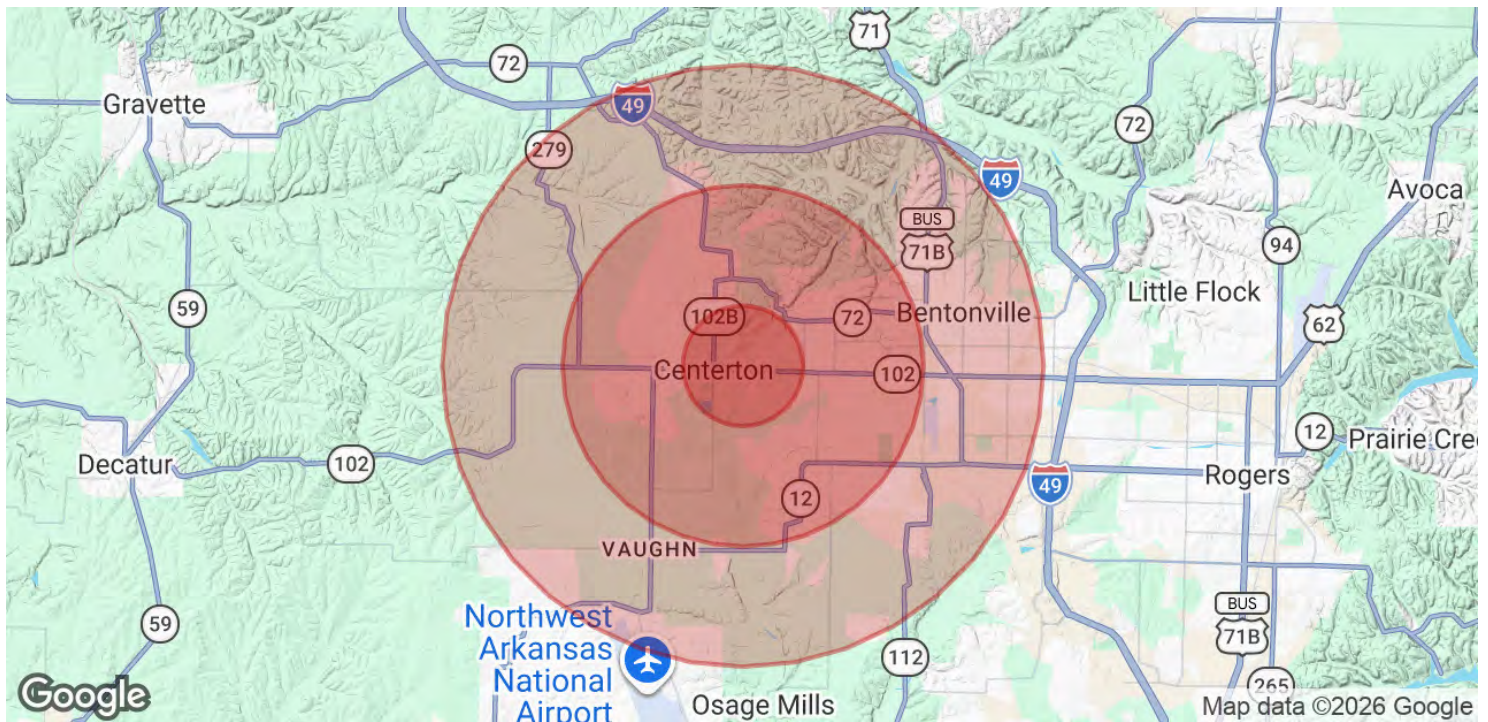 71
72
Gravette
49
72
279
49
Avoca
BUS
71B
94
59
102B
72
Bentonville
Little Flock
62
Centerton
102
12
Prairie Cree
Decatur
102
49
Rogers
12
VAUGHN
59
Northwest
Arkansas
National
Airport
BUS
71B
112
265
Osage Mills
Google
Map data ©2026 Google